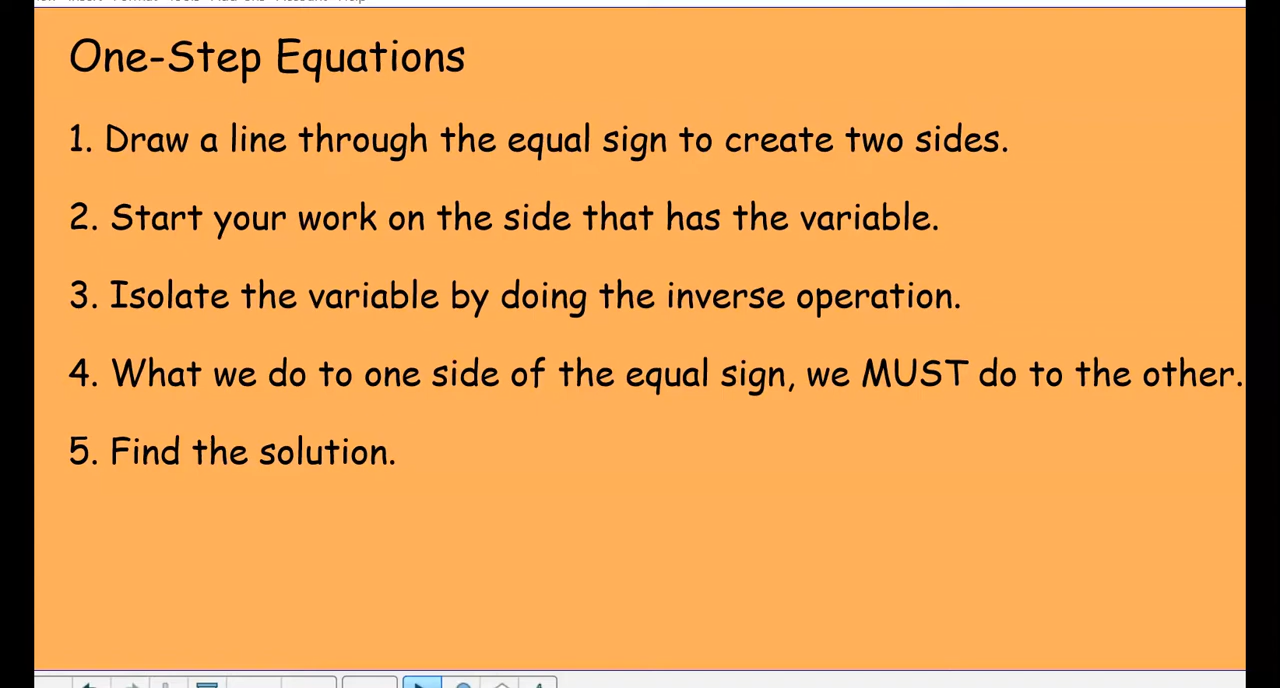 One-Step Equations
1. Draw a line through the equal sign to create two sides.
2. Start your work on the side that has the variable.
3. Isolate the variable by doing the inverse operation.
4. What we do to one side of the equal sign, we MUST do to the other.
5. Find the solution.